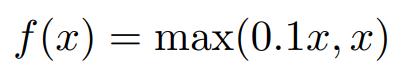 f(x) = max(0.1x, x)